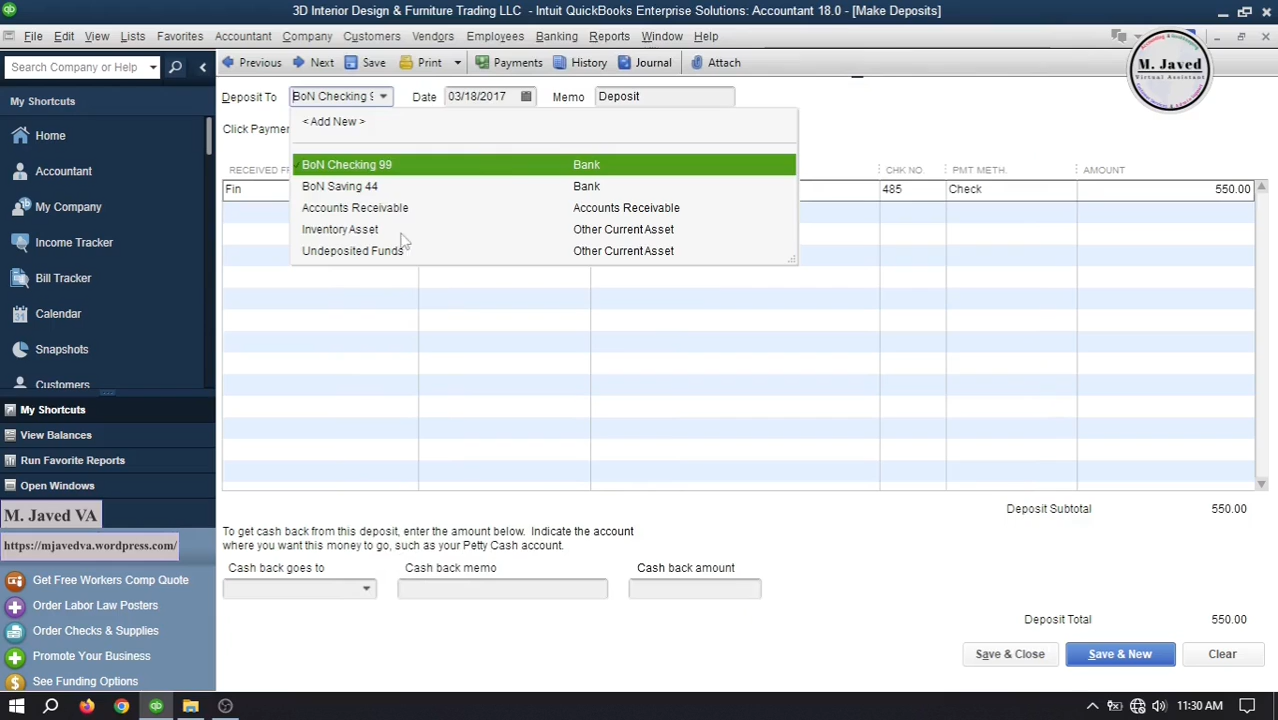 3D Interior Design & Furniture Trading LLC - Intuit QuickBooks Enterprise Solutions: Accountant 18.0 - [Make Deposits]
File Edit View Lists Favorites Accountant Company Customers Vendors Employees Banking Reports Window Help
Search Company or Help
Previous Next Save Print Payments History Journal Attach
M. Javed
Virtual Assistant
My Shortcuts
Deposit To BoN Checking 9 Date 03/18/2017 Memo Deposit
< Add New >
Click Payme
Home
BoN Checking 99 Bank
RECEIVED FR CHK NO. PMT METH. AMOUNT
Accountant
BoN Saving 44 Bank
Fin 485 Check 550.00
My Company
Accounts Receivable Accounts Receivable
Inventory Asset Other Current Asset
Income Tracker
Undeposited Funds Other Current Asset
Bill Tracker
Calendar
Snapshots
Customers
My Shortcuts
View Balances
Run Favorite Reports
Open Windows
Deposit Subtotal 550.00
M. Javed VA
To get cash back from this deposit, enter the amount below. Indicate the account
where you want this money to go, such as your Petty Cash account.
https://mjavedva.wordpress.com/
Cash back goes to Cash back memo Cash back amount
Get Free Workers Comp Quote
Order Labor Law Posters
Deposit Total 550.00
Order Checks & Supplies
Promote Your Business
Save & Close Save & New Clear
See Funding Options
11:30 AM